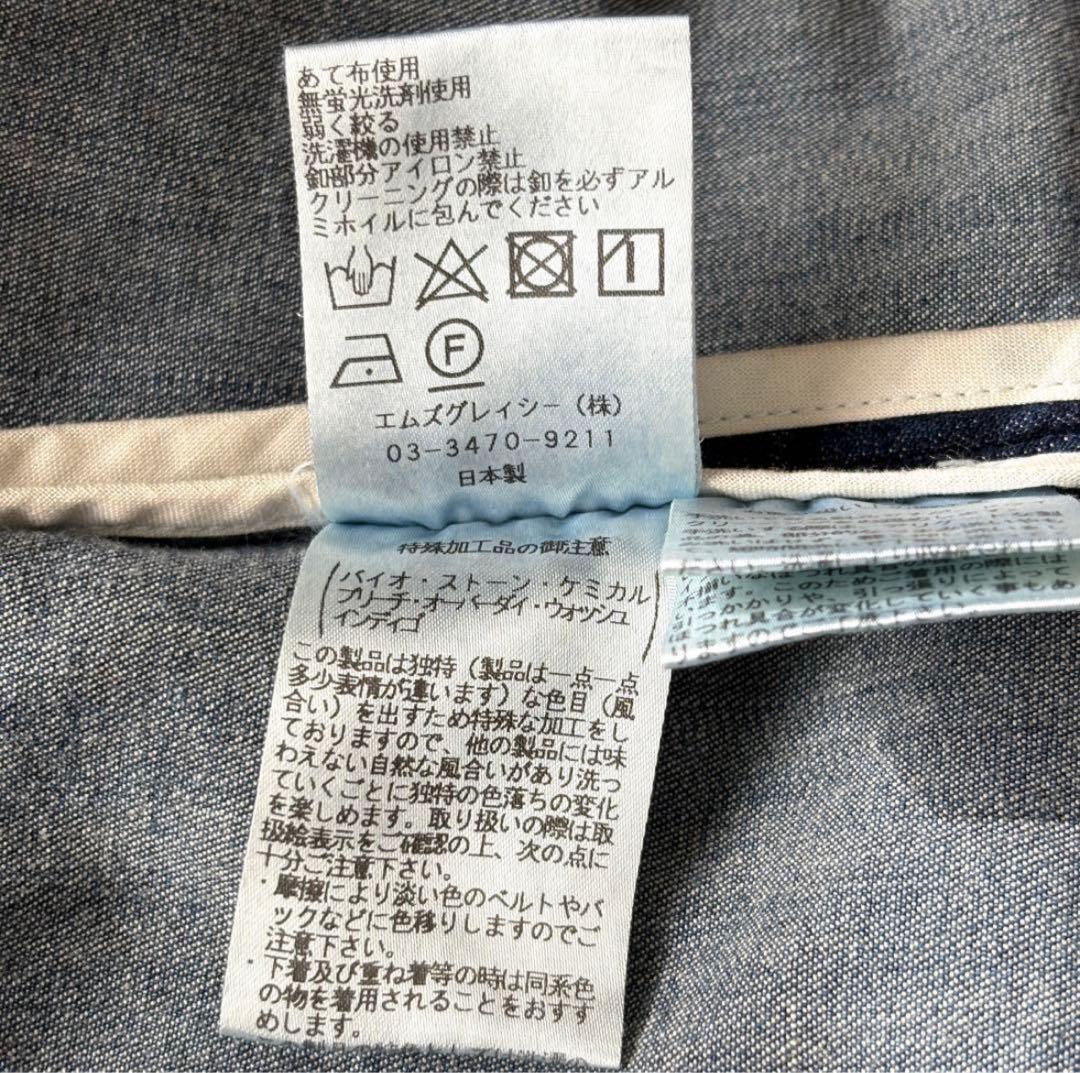 あて布使用
無蛍光洗剤使用
弱く絞る
洗濯機の使用禁止
釦部分アイロン禁止
クリーニングの際は釦を必ずアル
ミホイルに包んでください
F
エムズグレイシー(株)
03-3470-9211
日本製
特殊加工品の御注意
(バイオ・ストーン・ケミカル
ブリーチ・オーバーダイ・ウオッシュ
インディゴ)
この製品は独特(製品は一点一点
多少表情が違います)な色目(風
合い)を出すため特殊な加工をし
ておりますので、他の製品には味
わえない自然な風合いがあり洗っ
ていくごとに独特の色落ちの変化
を楽しめます。取り扱いの際は取
扱絵表示をご確認の上、次の点に
十分ご注意下さい。
・摩擦により淡い色のベルトやバ
ックなどに色移りしますのでご
注意下さい。
・下着及び重ね着等の時は同系色
の物を着用されることをおすす
めします。